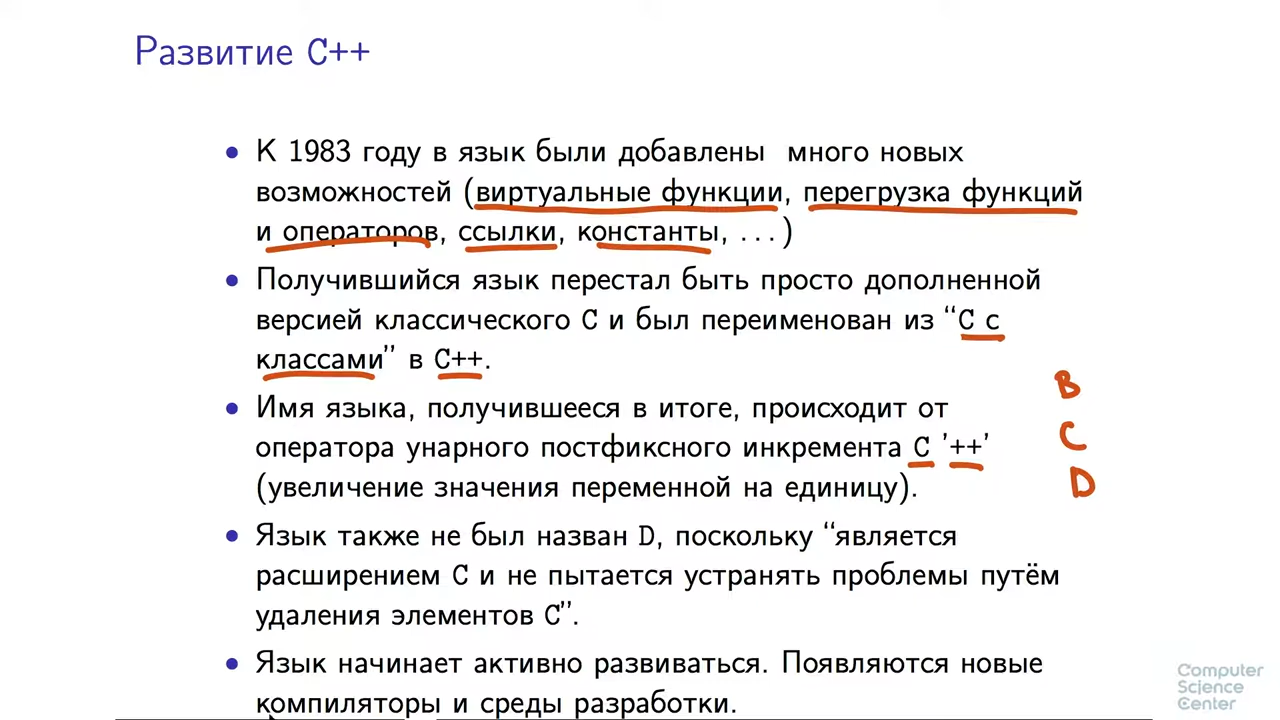 Развитие C++
• К 1983 году в язык были добавлены много новых
возможностей (виртуальные функции, перегрузка функций
и операторов, ссылки, константы, ...)
• Получившийся язык перестал быть просто дополненной
версией классического C и был переименован из “C с
классами” в C++.
• Имя языка, получившееся в итоге, происходит от
оператора унарного постфиксного инкремента C '++'
(увеличение значения переменной на единицу).
B
C
D
• Язык также не был назван D, поскольку “является
расширением C и не пытается устранять проблемы путём
удаления элементов C”.
• Язык начинает активно развиваться. Появляются новые
компиляторы и среды разработки.
Computer
Science
Center